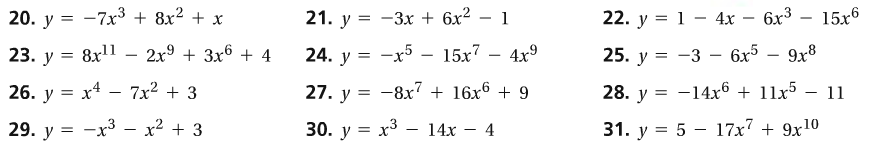 20. y = −7x³ + 8x² + x 21. y = −3x + 6x² − 1 22. y = 1 − 4x − 6x³ − 15x⁶
23. y = 8x¹¹ − 2x⁹ + 3x⁶ + 4 24. y = −x⁵ − 15x⁷ − 4x⁹ 25. y = −3 − 6x⁵ − 9x⁸
26. y = x⁴ − 7x² + 3 27. y = −8x⁷ + 16x⁶ + 9 28. y = −14x⁶ + 11x⁵ − 11
29. y = −x³ − x² + 3 30. y = x³ − 14x − 4 31. y = 5 − 17x⁷ + 9x¹⁰